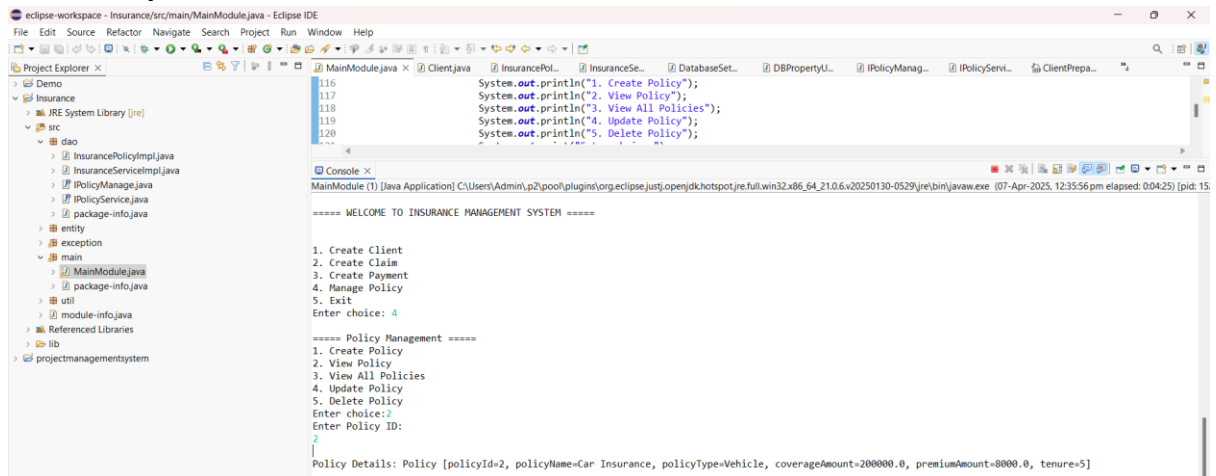 eclipse-workspace - Insurance/src/main/MainModule.java - Eclipse IDE
File Edit Source Refactor Navigate Search Project Run Window Help
Project Explorer
MainModule.java
Client.java
InsurancePol...
InsuranceSe...
DatabaseSet...
DBPropertyU...
IPolicyManag...
IPolicyServi...
ClientPrepa...
Demo
Insurance
JRE System Library [jre]
src
dao
InsurancePolicyImpl.java
InsuranceServiceImpl.java
IPolicyManage.java
IPolicyService.java
package-info.java
entity
exception
main
MainModule.java
package-info.java
util
module-info.java
Referenced Libraries
lib
projectmanagementsystem
116 System.out.println("1. Create Policy");
117 System.out.println("2. View Policy");
118 System.out.println("3. View All Policies");
119 System.out.println("4. Update Policy");
120 System.out.println("5. Delete Policy");
Console
MainModule (1) [Java Application] C:\Users\Admin\.p2\pool\plugins\org.eclipse.justj.openjdk.hotspot.jre.full.win32.x86_64_21.0.6.v20250130-0529\jre\bin\javaw.exe (07-Apr-2025, 12:35:56 pm elapsed: 0:04:25) [pid: 15
===== WELCOME TO INSURANCE MANAGEMENT SYSTEM =====
1. Create Client
2. Create Claim
3. Create Payment
4. Manage Policy
5. Exit
Enter choice: 4
===== Policy Management =====
1. Create Policy
2. View Policy
3. View All Policies
4. Update Policy
5. Delete Policy
Enter choice:2
Enter Policy ID:
2
Policy Details: Policy [policyId=2, policyName=Car Insurance, policyType=Vehicle, coverageAmount=200000.0, premiumAmount=8000.0, tenure=5]